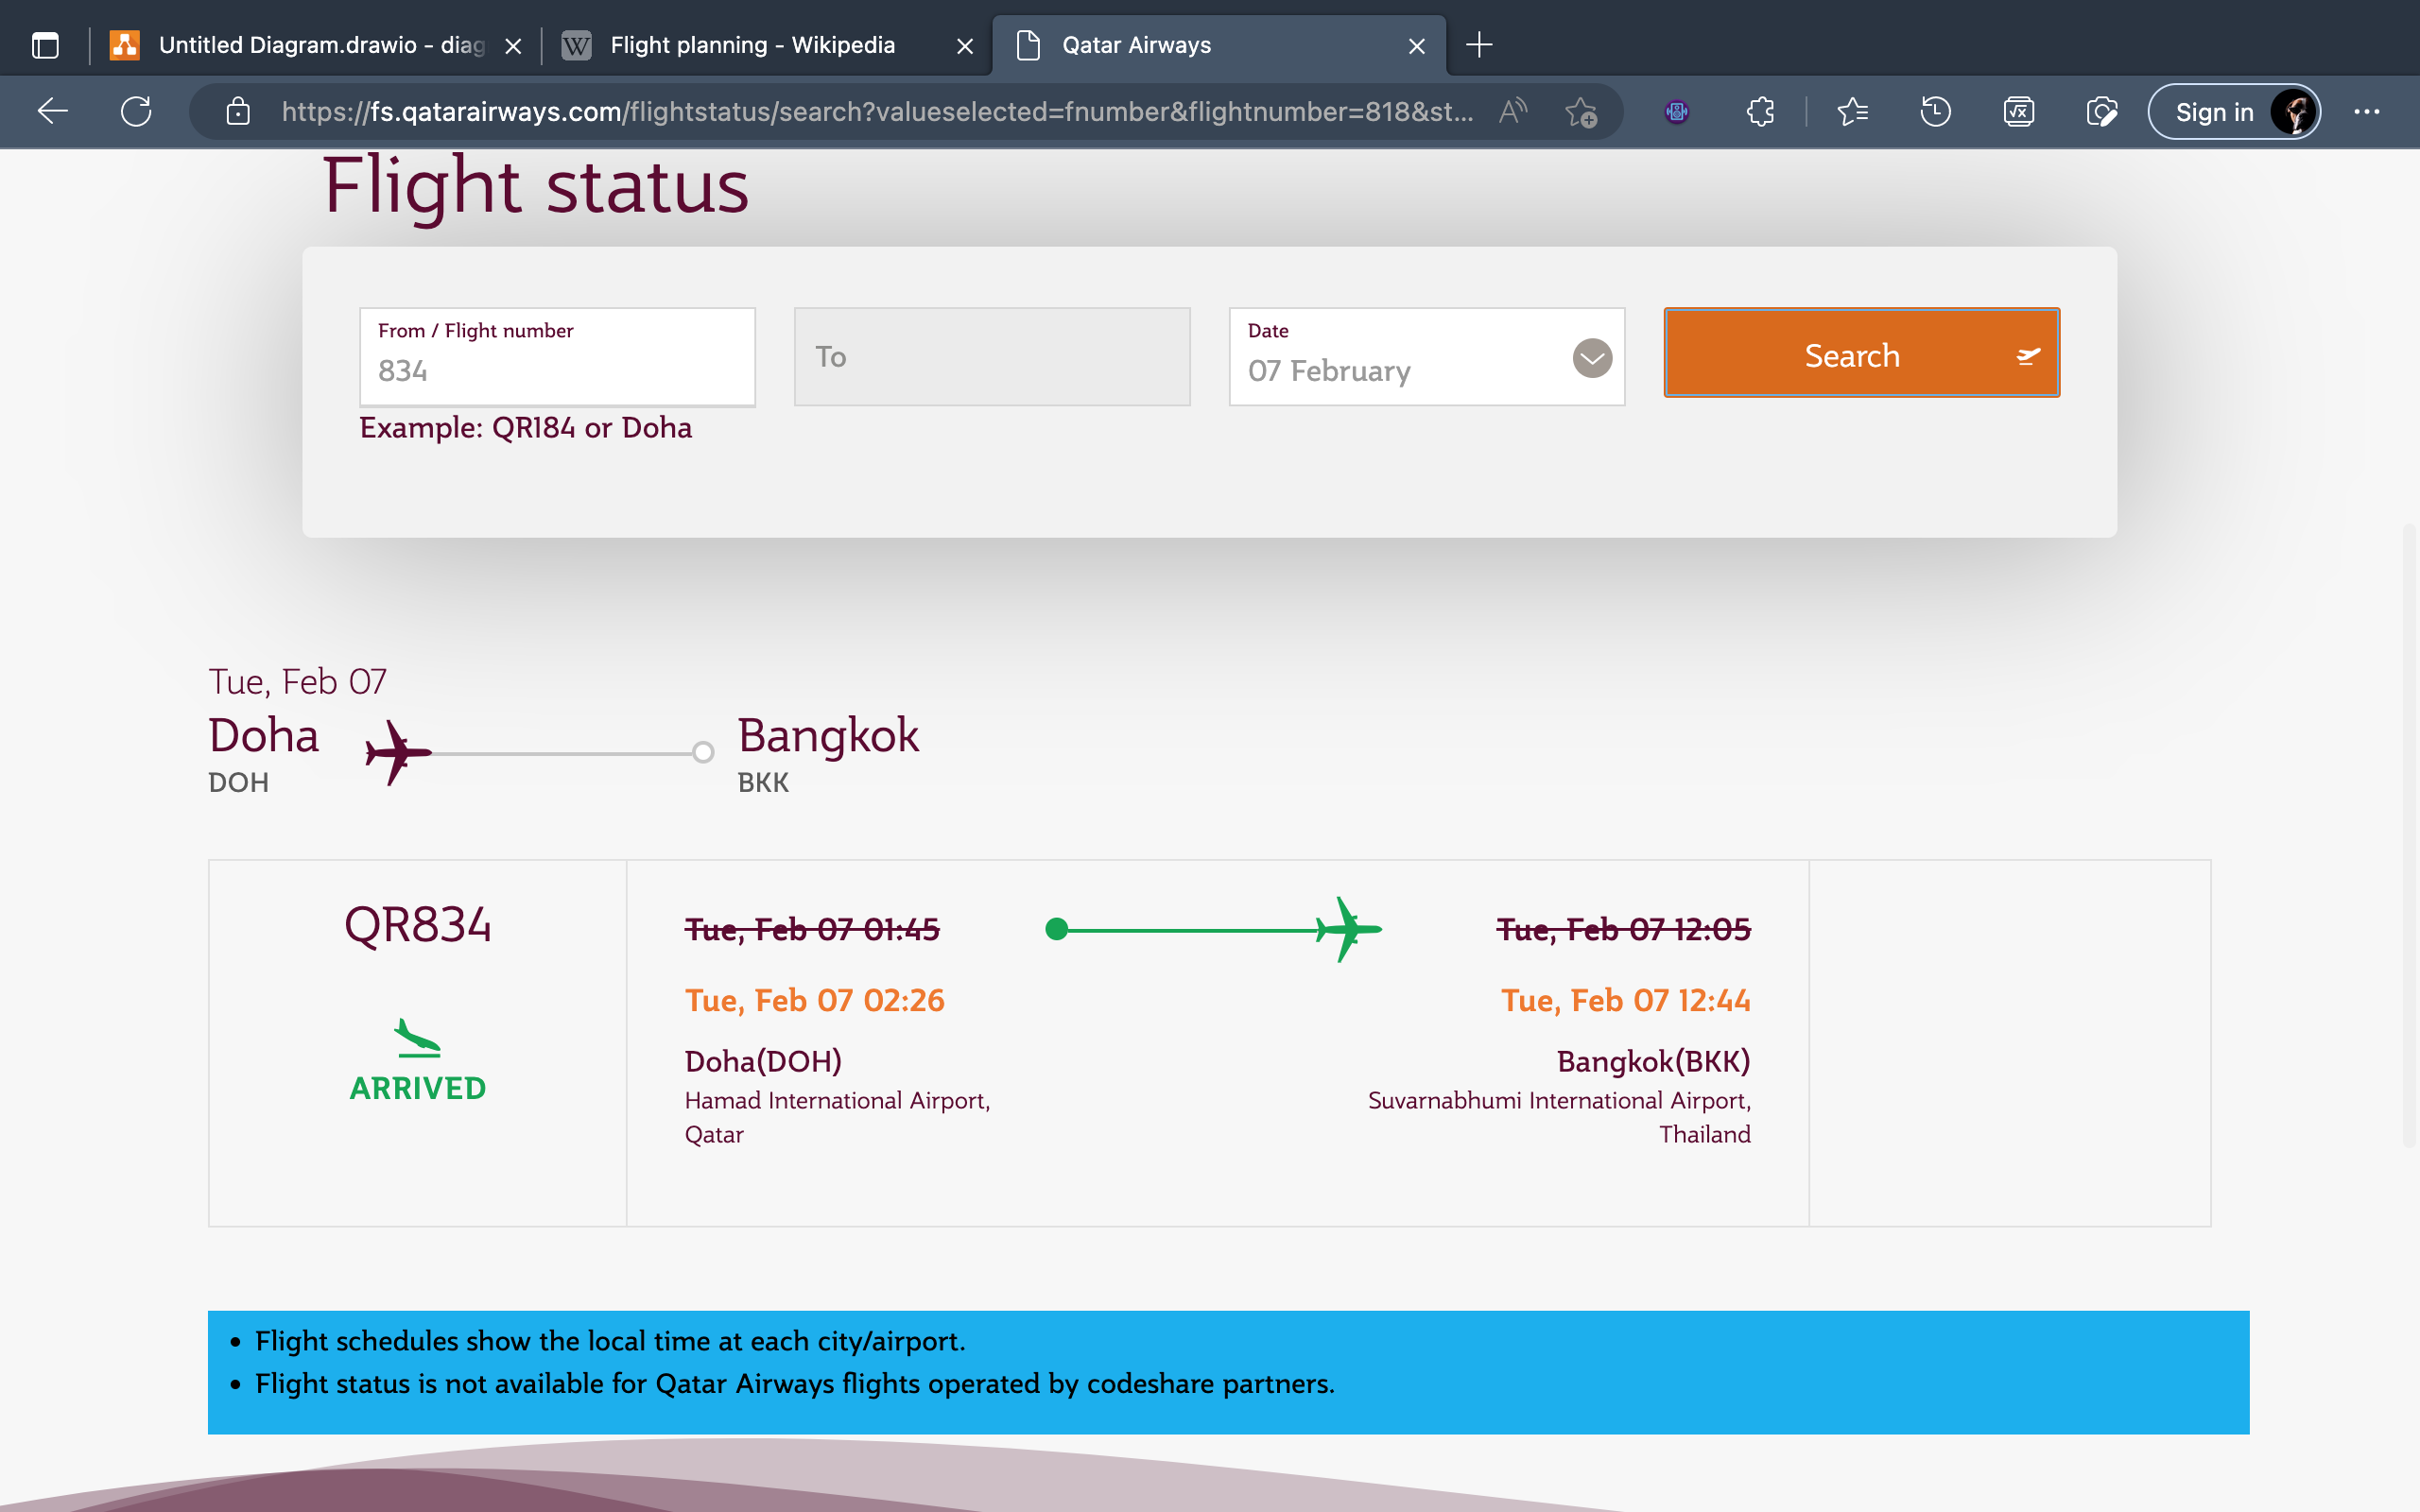 Untitled Diagram.drawio - diag
Flight planning - Wikipedia
Qatar Airways
https://fs.qatarairways.com/flightstatus/search?valueselected=fnumber&flightnumber=818&st...
Sign in
Flight status
From / Flight number
834
To
Date
07 February
Search
Example: QR184 or Doha
Tue, Feb 07
Doha
Bangkok
DOH
BKK
QR834
Tue, Feb 07 01:45
Tue, Feb 07 12:05
Tue, Feb 07 02:26
Tue, Feb 07 12:44
ARRIVED
Doha(DOH)
Bangkok(BKK)
Hamad International Airport,
Qatar
Suvarnabhumi International Airport,
Thailand
• Flight schedules show the local time at each city/airport.
• Flight status is not available for Qatar Airways flights operated by codeshare partners.